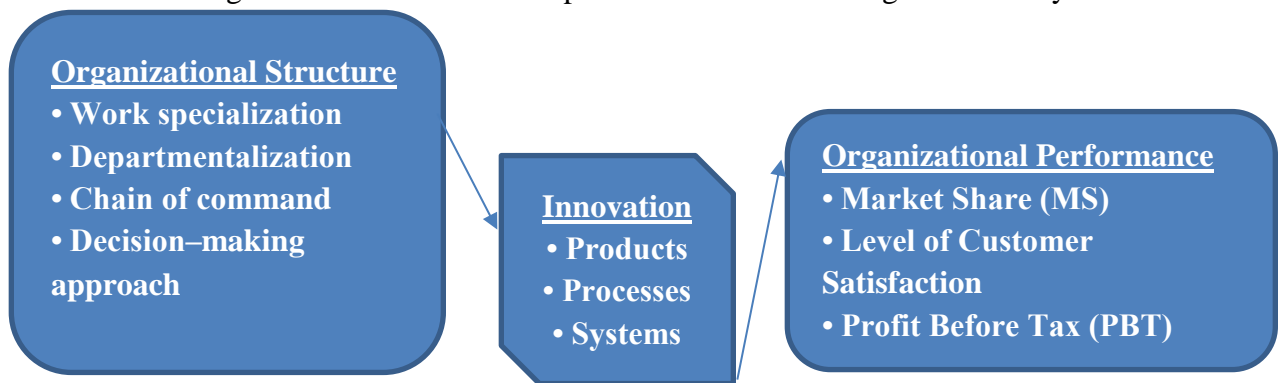 Organizational Structure
• Work specialization
• Departmentalization
• Chain of command
• Decision–making
approach
Innovation
• Products
• Processes
• Systems
Organizational Performance
• Market Share (MS)
• Level of Customer
Satisfaction
• Profit Before Tax (PBT)